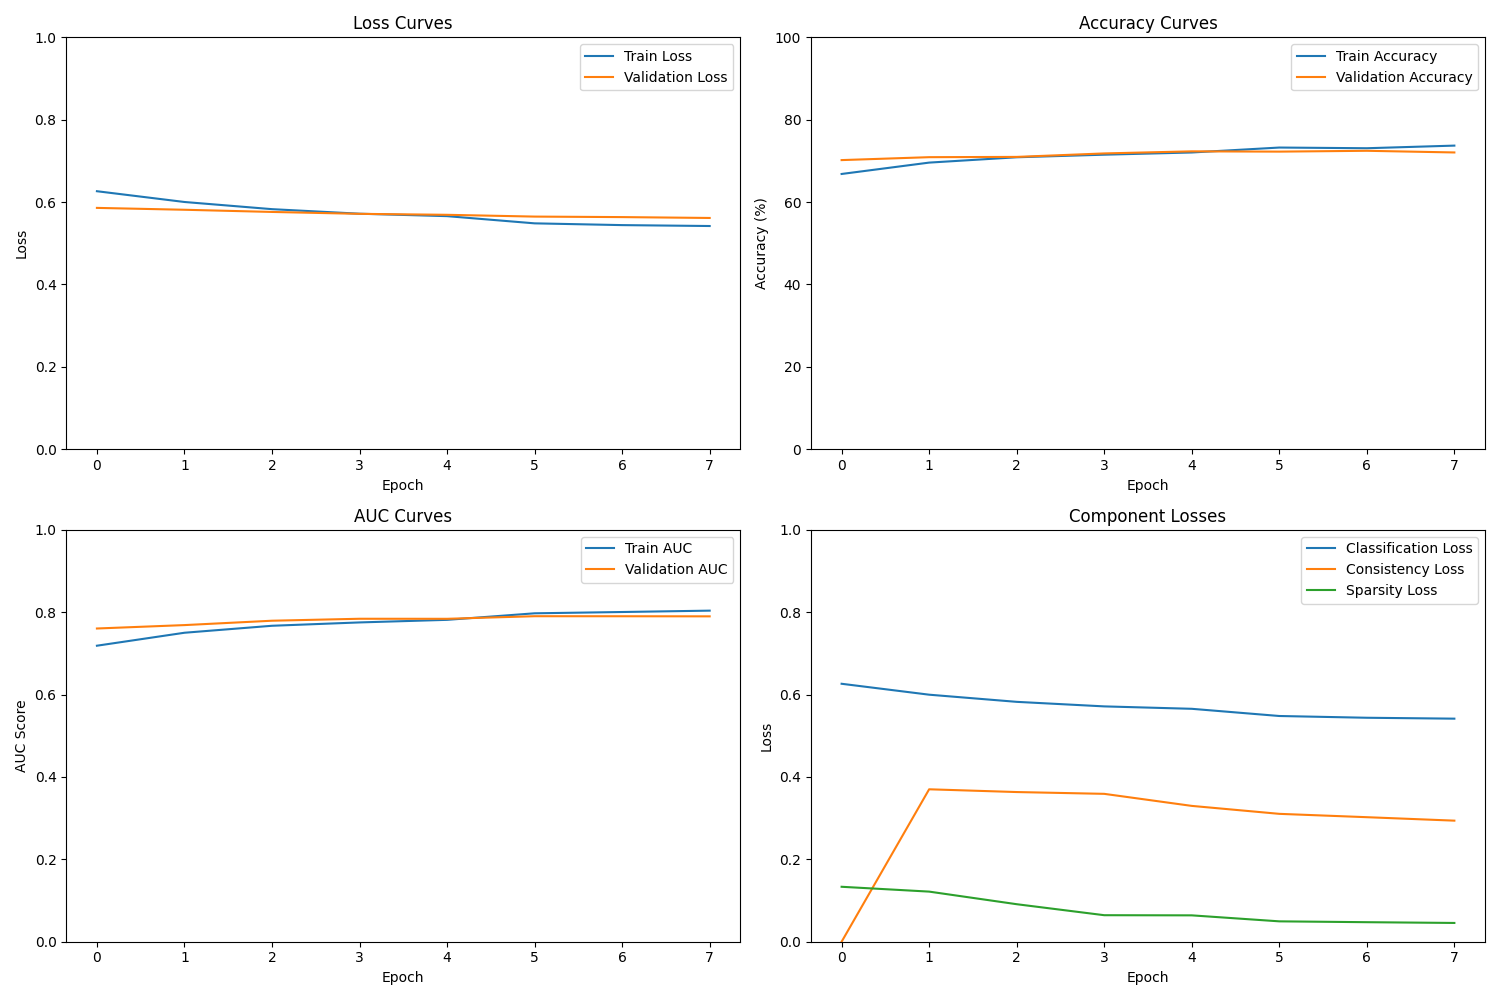 Loss Curves
1.0
0.8
0.6
0.4
0.2
0.0
Loss
Train Loss
Validation Loss
0 1 2 3 4 5 6 7
Epoch
Accuracy Curves
100
80
60
40
20
0
Accuracy (%)
Train Accuracy
Validation Accuracy
0 1 2 3 4 5 6 7
Epoch
AUC Curves
1.0
0.8
0.6
0.4
0.2
0.0
AUC Score
Train AUC
Validation AUC
0 1 2 3 4 5 6 7
Epoch
Component Losses
1.0
0.8
0.6
0.4
0.2
0.0
Loss
Classification Loss
Consistency Loss
Sparsity Loss
0 1 2 3 4 5 6 7
Epoch